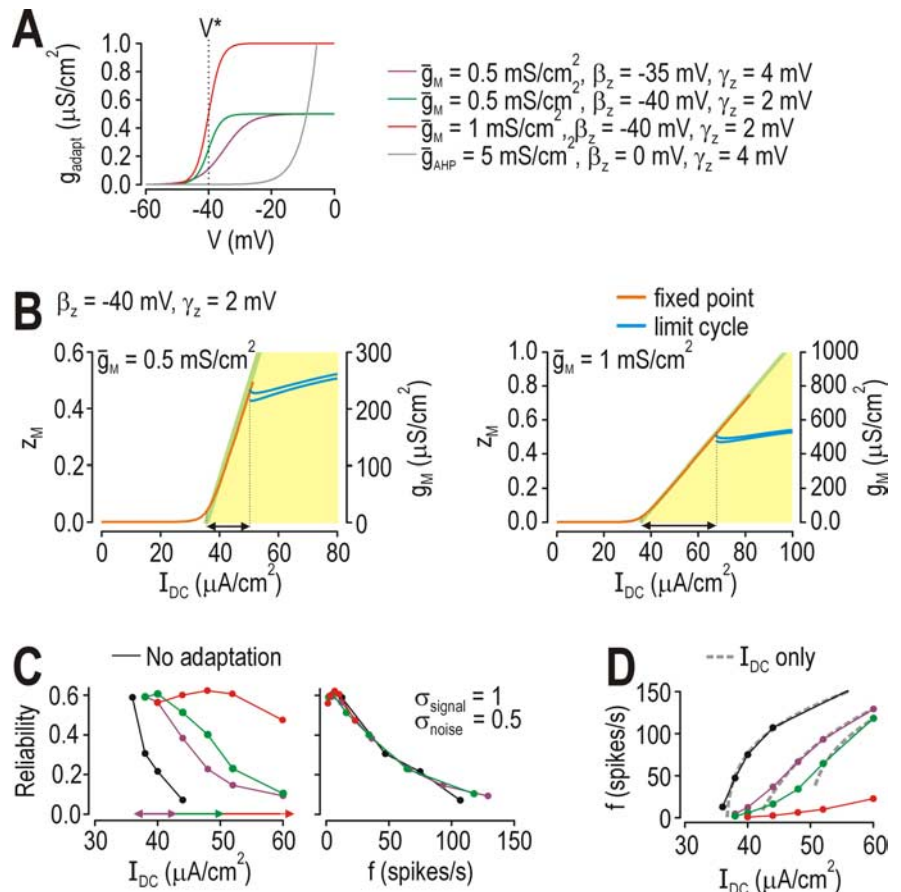 A
V*
1.0
0.8
0.6
0.4
0.2
0.0
g_adapt (μS/cm²)
-60 -40 -20 0
V (mV)
ḡ_M = 0.5 mS/cm², β_z = -35 mV, γ_z = 4 mV
ḡ_M = 0.5 mS/cm², β_z = -40 mV, γ_z = 2 mV
ḡ_M = 1 mS/cm², β_z = -40 mV, γ_z = 2 mV
ḡ_AHP = 5 mS/cm², β_z = 0 mV, γ_z = 4 mV
B
β_z = -40 mV, γ_z = 2 mV
fixed point
limit cycle
ḡ_M = 0.5 mS/cm²
0.6
0.4
0.2
0.0
z_M
300
200
100
0
g_M (μS/cm²)
0 20 40 60 80
I_DC (μA/cm²)
ḡ_M = 1 mS/cm²
1.0
0.8
0.6
0.4
0.2
0.0
z_M
1000
800
600
400
200
0
g_M (μS/cm²)
0 20 40 60 80 100
I_DC (μA/cm²)
C
No adaptation
0.6
0.4
0.2
0.0
Reliability
30 40 50 60
I_DC (μA/cm²)
σ_signal = 1
σ_noise = 0.5
0 50 100 150
f (spikes/s)
D
I_DC only
150
100
50
0
f (spikes/s)
30 40 50 60
I_DC (μA/cm²)